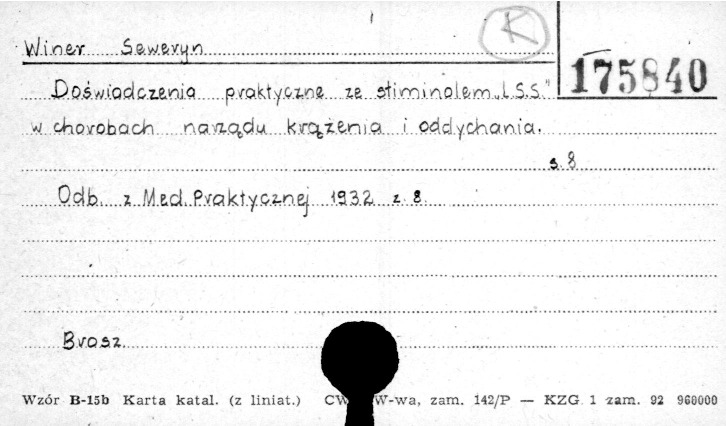 Winer Seweryn
K
175840
Doświadczenia praktyczne ze stiminolem „L.S.S."
w chorobach narządu krążenia i oddychania.
s. 8
Odb. z Med. Praktycznej 1932 z. 8.
Brosz.
Wzór B-15b Karta katal. (z liniat.) CW W-wa, zam. 142/P — KZG 1 zam. 92 960000